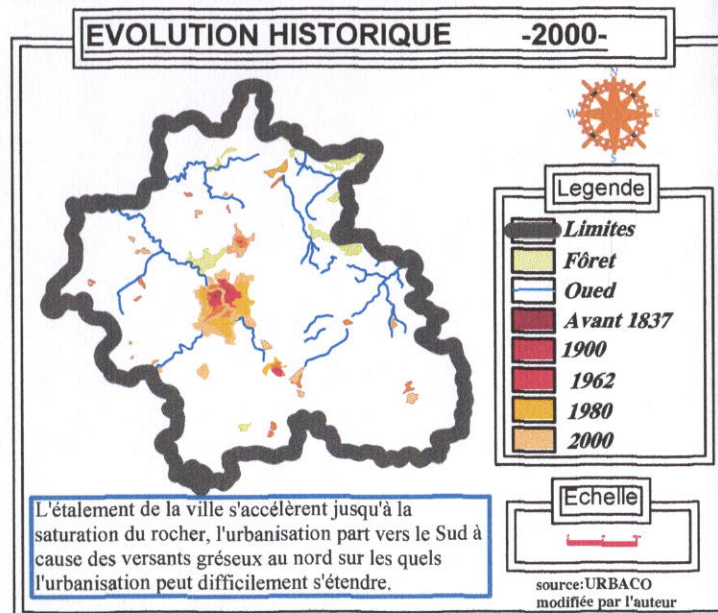 EVOLUTION HISTORIQUE -2000-
N
W E
S
Legende
Limites
Fôret
Oued
Avant 1837
1900
1962
1980
2000
L'étalement de la ville s'accélèrent jusqu'à la
saturation du rocher, l'urbanisation part vers le Sud à
cause des versants gréseux au nord sur les quels
l'urbanisation peut difficilement s'étendre.
Echelle
source:URBACO
modifiée par l'auteur